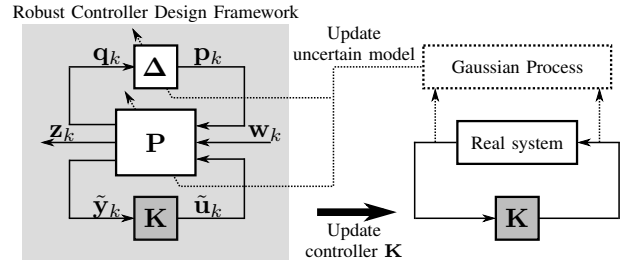 Robust Controller Design Framework
q_k
Δ
p_k
z_k
P
w_k
ỹ_k
K
ũ_k
Update
uncertain model
Gaussian Process
Real system
K
Update
controller K